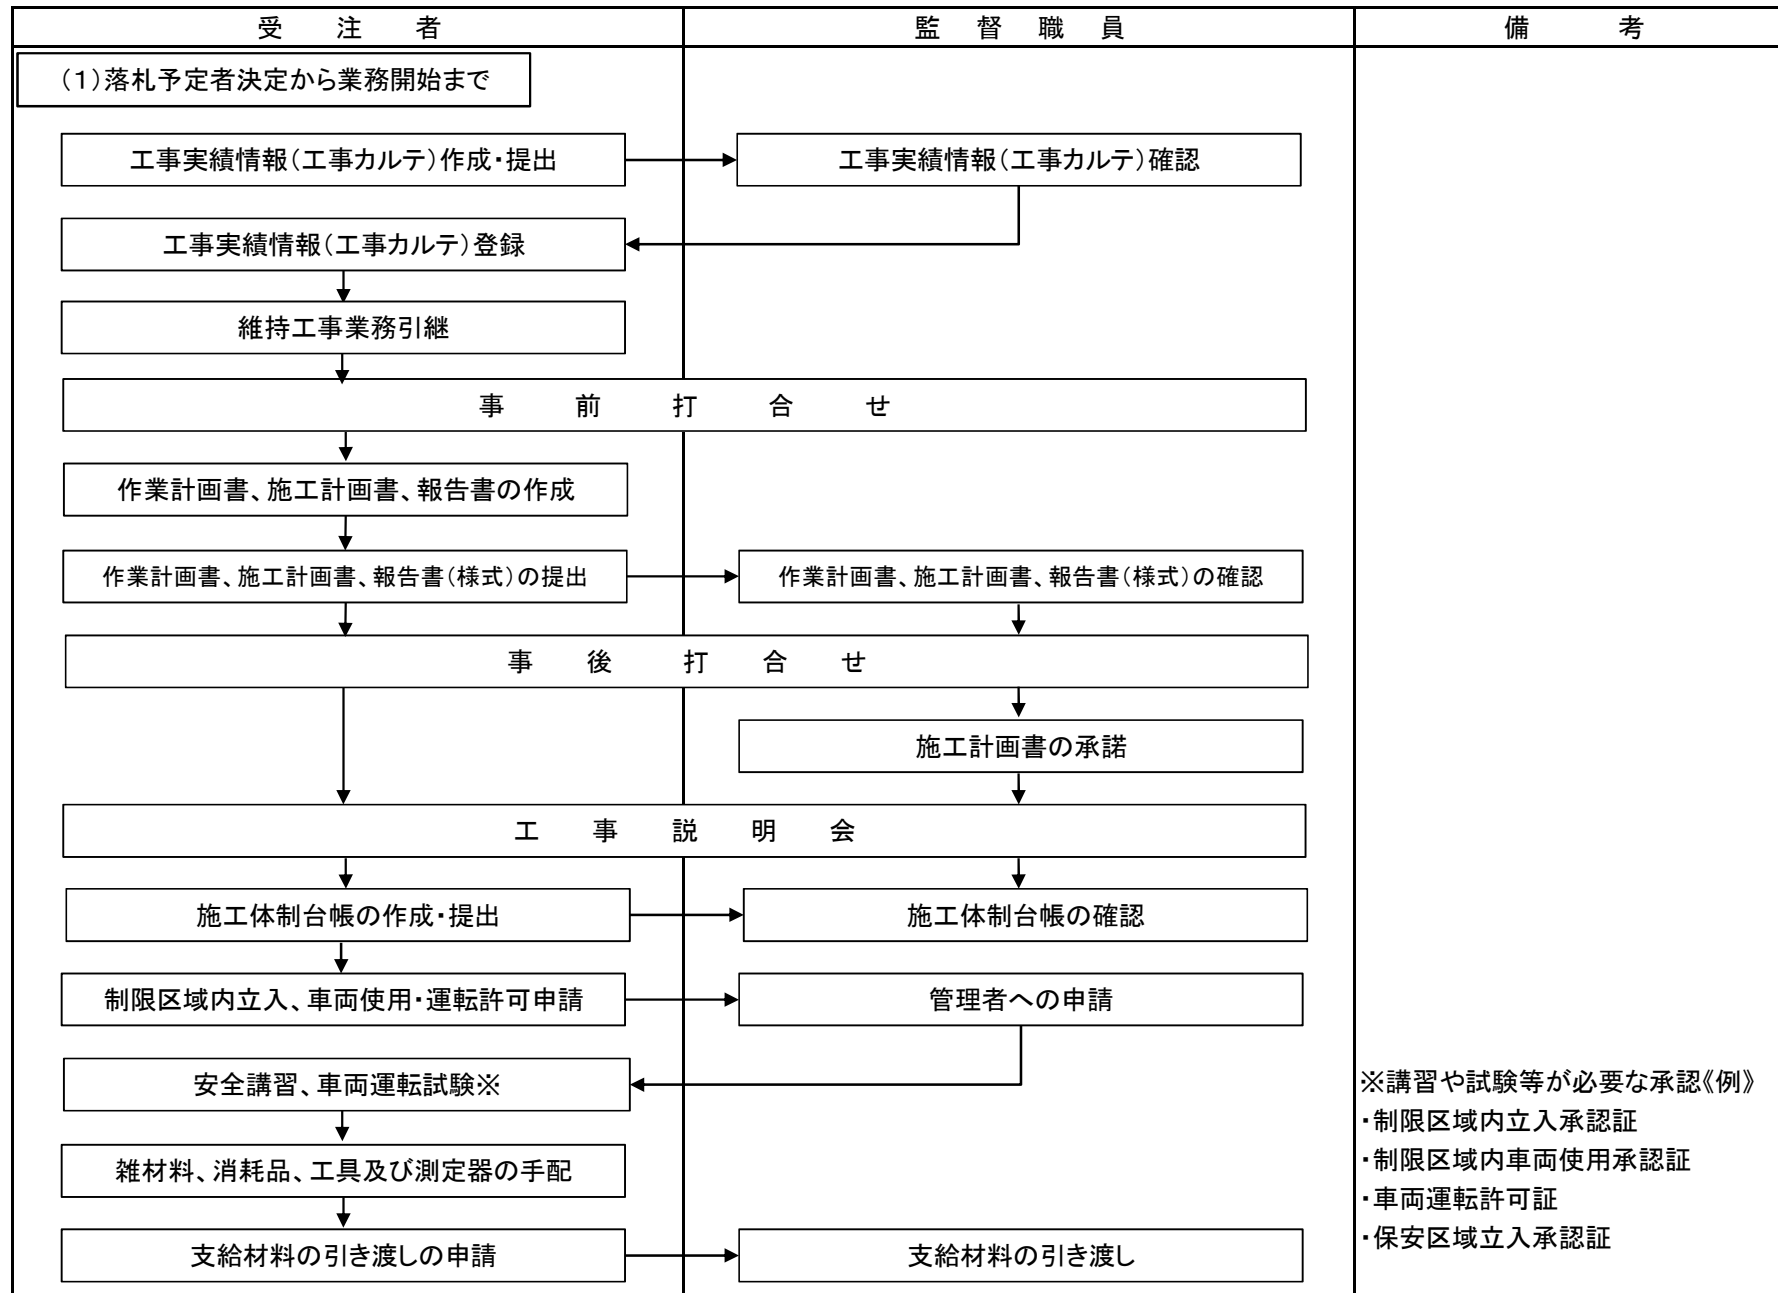 受注者 監督職員 備考
(1)落札予定者決定から業務開始まで
工事実績情報(工事カルテ)作成・提出 工事実績情報(工事カルテ)確認
工事実績情報(工事カルテ)登録
維持工事業務引継
事前打合せ
作業計画書、施工計画書、報告書の作成
作業計画書、施工計画書、報告書(様式)の提出 作業計画書、施工計画書、報告書(様式)の確認
事後打合せ
施工計画書の承諾
工事説明会
施工体制台帳の作成・提出 施工体制台帳の確認
制限区域内立入、車両使用・運転許可申請 管理者への申請
安全講習、車両運転試験※
雑材料、消耗品、工具及び測定器の手配
支給材料の引き渡しの申請 支給材料の引き渡し
※講習や試験等が必要な承認《例》
・制限区域内立入承認証
・制限区域内車両使用承認証
・車両運転許可証
・保安区域立入承認証